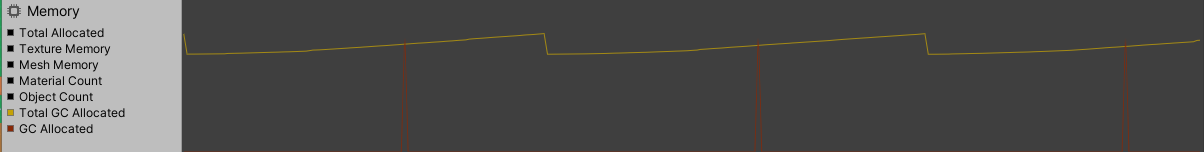 Memory
Total Allocated
Texture Memory
Mesh Memory
Material Count
Object Count
Total GC Allocated
GC Allocated